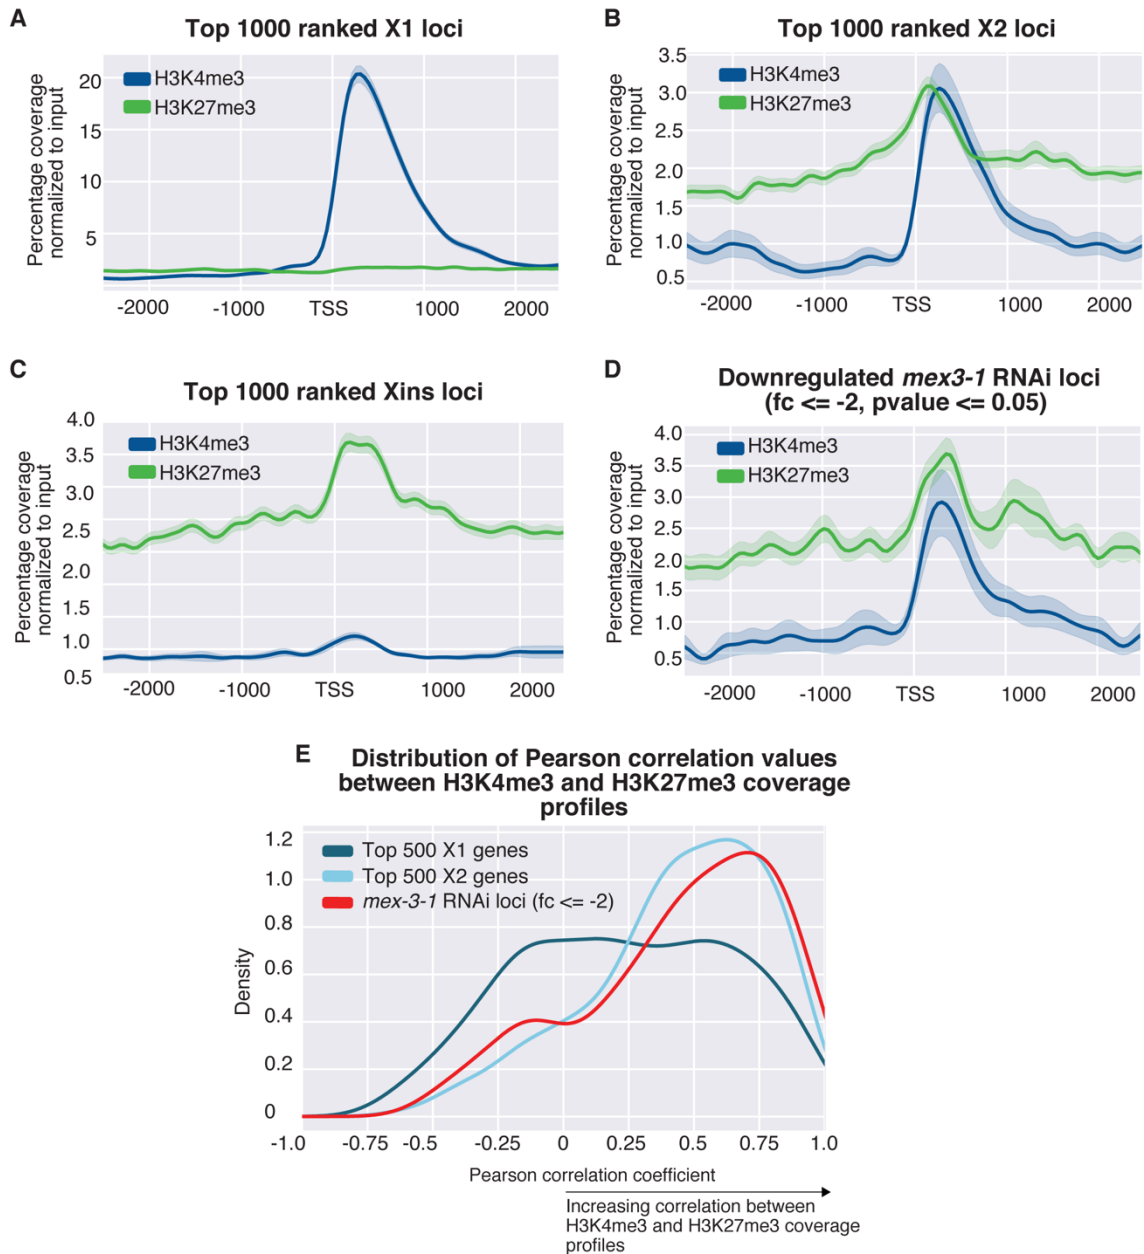 A
Top 1000 ranked X1 loci
Percentage coverage
normalized to input
20
15
10
5
H3K4me3
H3K27me3
-2000
-1000
TSS
1000
2000
B
Top 1000 ranked X2 loci
Percentage coverage
normalized to input
3.5
3.0
2.5
2.0
1.5
1.0
0.5
H3K4me3
H3K27me3
-2000
-1000
TSS
1000
2000
C
Top 1000 ranked Xins loci
Percentage coverage
normalized to input
4.0
3.5
3.0
2.5
2.0
1.5
1.0
0.5
H3K4me3
H3K27me3
-2000
-1000
TSS
1000
2000
D
Downregulated mex3-1 RNAi loci
(fc <= -2, pvalue <= 0.05)
Percentage coverage
normalized to input
4.0
3.5
3.0
2.5
2.0
1.5
1.0
0.5
H3K4me3
H3K27me3
-2000
-1000
TSS
1000
2000
E
Distribution of Pearson correlation values
between H3K4me3 and H3K27me3 coverage
profiles
Density
1.2
1.0
0.8
0.6
0.4
0.2
0
Top 500 X1 genes
Top 500 X2 genes
mex-3-1 RNAi loci (fc <= -2)
-1.0
-0.75
-0.5
-0.25
0
0.25
0.5
0.75
1.0
Pearson correlation coefficient
Increasing correlation between
H3K4me3 and H3K27me3 coverage
profiles